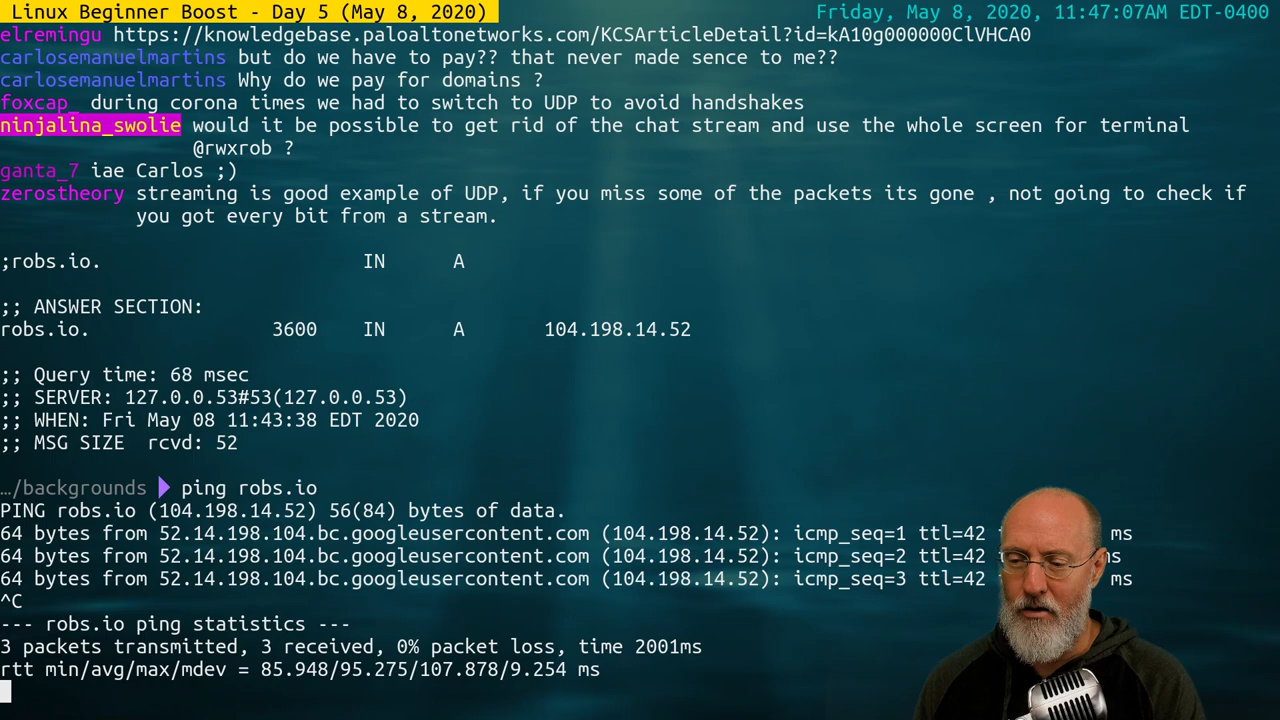 Linux Beginner Boost - Day 5 (May 8, 2020) Friday, May 8, 2020, 11:47:07AM EDT-0400
elremingu https://knowledgebase.paloaltonetworks.com/KCSArticleDetail?id=kA10g000000ClVHCA0
carlosemanuelmartins but do we have to pay?? that never made sence to me??
carlosemanuelmartins Why do we pay for domains ?
foxcap_ during corona times we had to switch to UDP to avoid handshakes
ninjalina_swolie would it be possible to get rid of the chat stream and use the whole screen for terminal
@rwxrob ?
ganta_7 iae Carlos ;)
zerostheory streaming is good example of UDP, if you miss some of the packets its gone , not going to check if
you got every bit from a stream.
;robs.io. IN A
;; ANSWER SECTION:
robs.io. 3600 IN A 104.198.14.52
;; Query time: 68 msec
;; SERVER: 127.0.0.53#53(127.0.0.53)
;; WHEN: Fri May 08 11:43:38 EDT 2020
;; MSG SIZE rcvd: 52
…/backgrounds ping robs.io
PING robs.io (104.198.14.52) 56(84) bytes of data.
64 bytes from 52.14.198.104.bc.googleusercontent.com (104.198.14.52): icmp_seq=1 ttl=42 ms
64 bytes from 52.14.198.104.bc.googleusercontent.com (104.198.14.52): icmp_seq=2 ttl=42 ms
64 bytes from 52.14.198.104.bc.googleusercontent.com (104.198.14.52): icmp_seq=3 ttl=42 ms
^C
--- robs.io ping statistics ---
3 packets transmitted, 3 received, 0% packet loss, time 2001ms
rtt min/avg/max/mdev = 85.948/95.275/107.878/9.254 ms